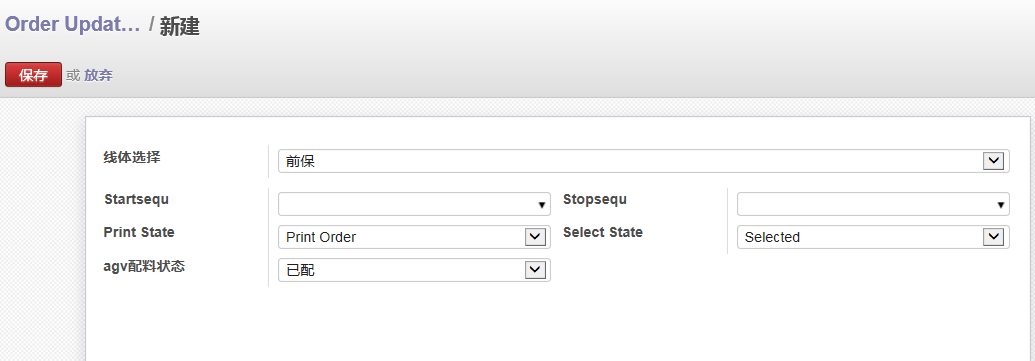 Order Updat… / 新建
保存 或 放弃
线体选择 前保
Startsequ Stopsequ
Print State Print Order Select State Selected
agv配料状态 已配